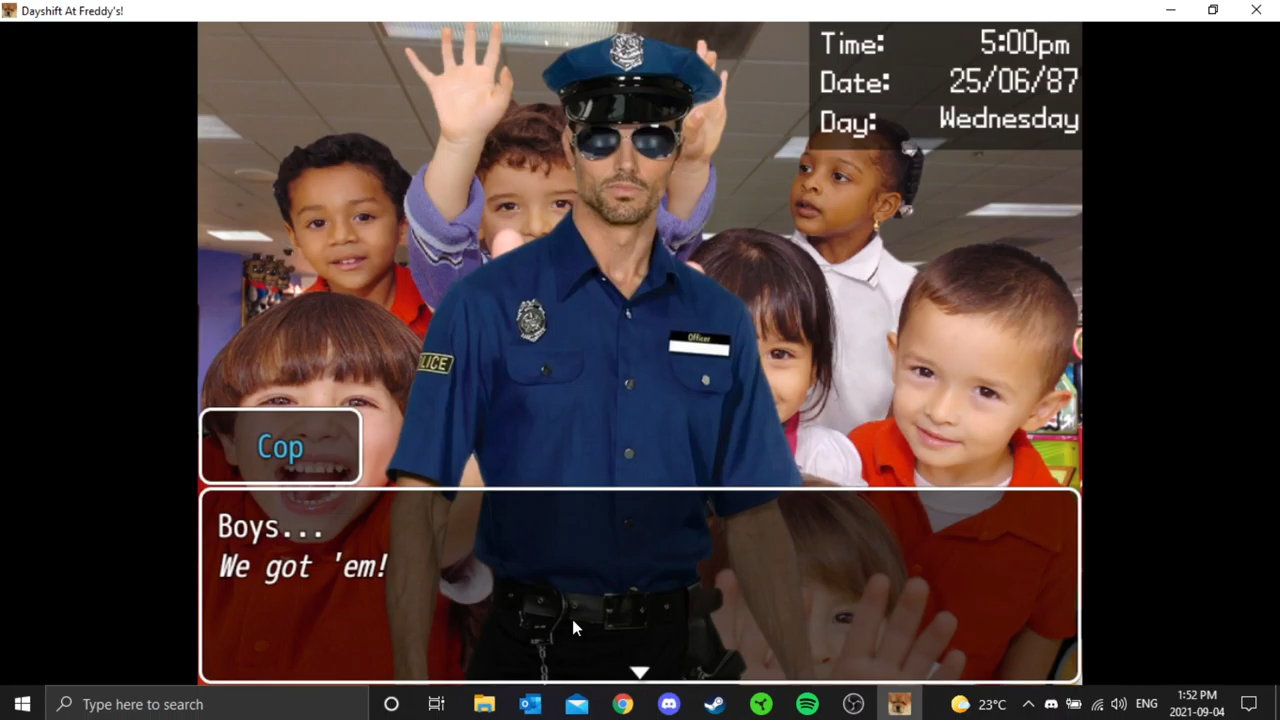 Dayshift At Freddy's!
Time: 5:00pm
Date: 25/06/87
Day: Wednesday
Officer
LICE
Cop
Boys...
We got 'em!
Type here to search
23°C
ENG
1:52 PM
2021-09-04